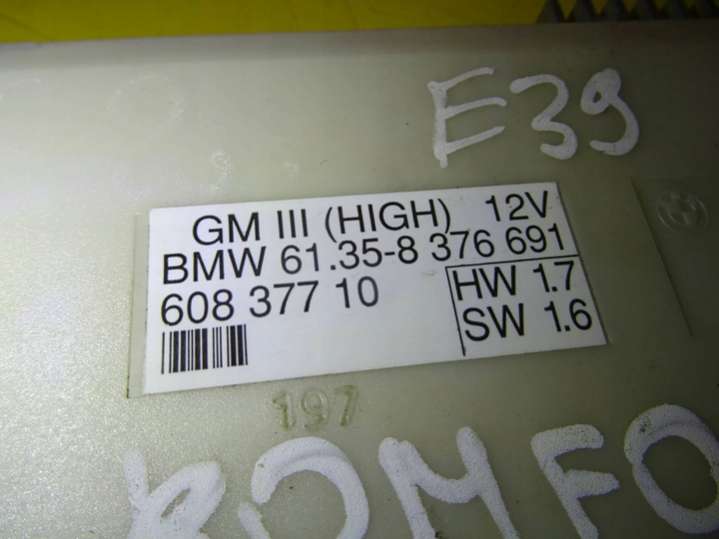 E39
GM III (HIGH) 12V
BMW 61.35-8 376 691
608 377 10
HW 1.7
SW 1.6
197
KOMFO